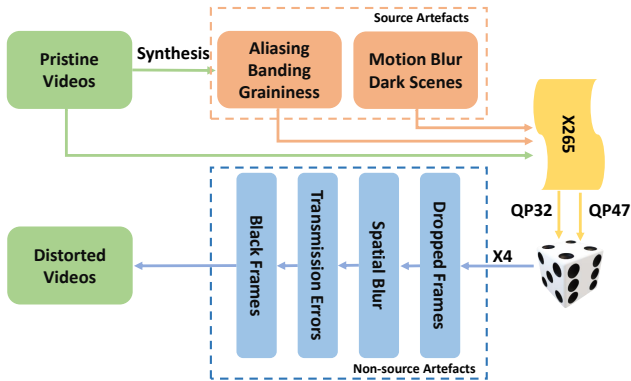 Source Artefacts
Pristine
Videos
Synthesis
Aliasing
Banding
Graininess
Motion Blur
Dark Scenes
X265
QP32
QP47
Distorted
Videos
Black Frames
Transmission Errors
Spatial Blur
Dropped Frames
X4
Non-source Artefacts